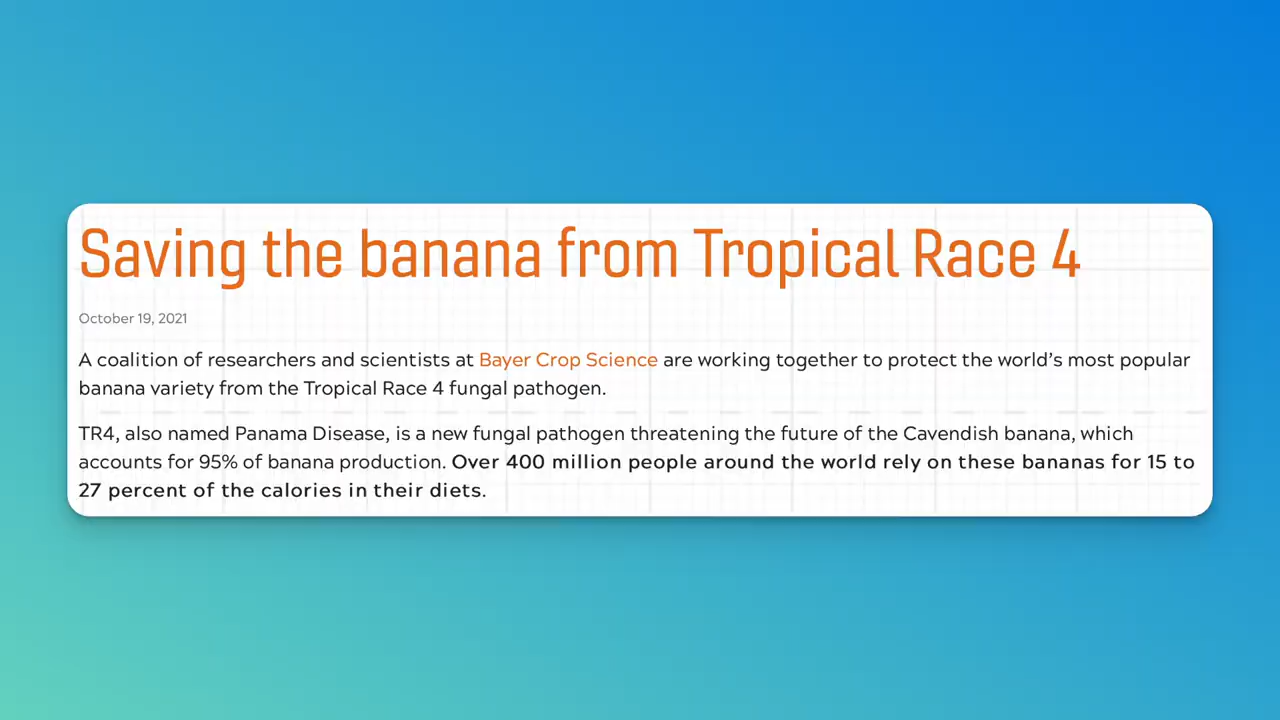 Saving the banana from Tropical Race 4
October 19, 2021
A coalition of researchers and scientists at Bayer Crop Science are working together to protect the world’s most popular
banana variety from the Tropical Race 4 fungal pathogen.
TR4, also named Panama Disease, is a new fungal pathogen threatening the future of the Cavendish banana, which
accounts for 95% of banana production. Over 400 million people around the world rely on these bananas for 15 to
27 percent of the calories in their diets.